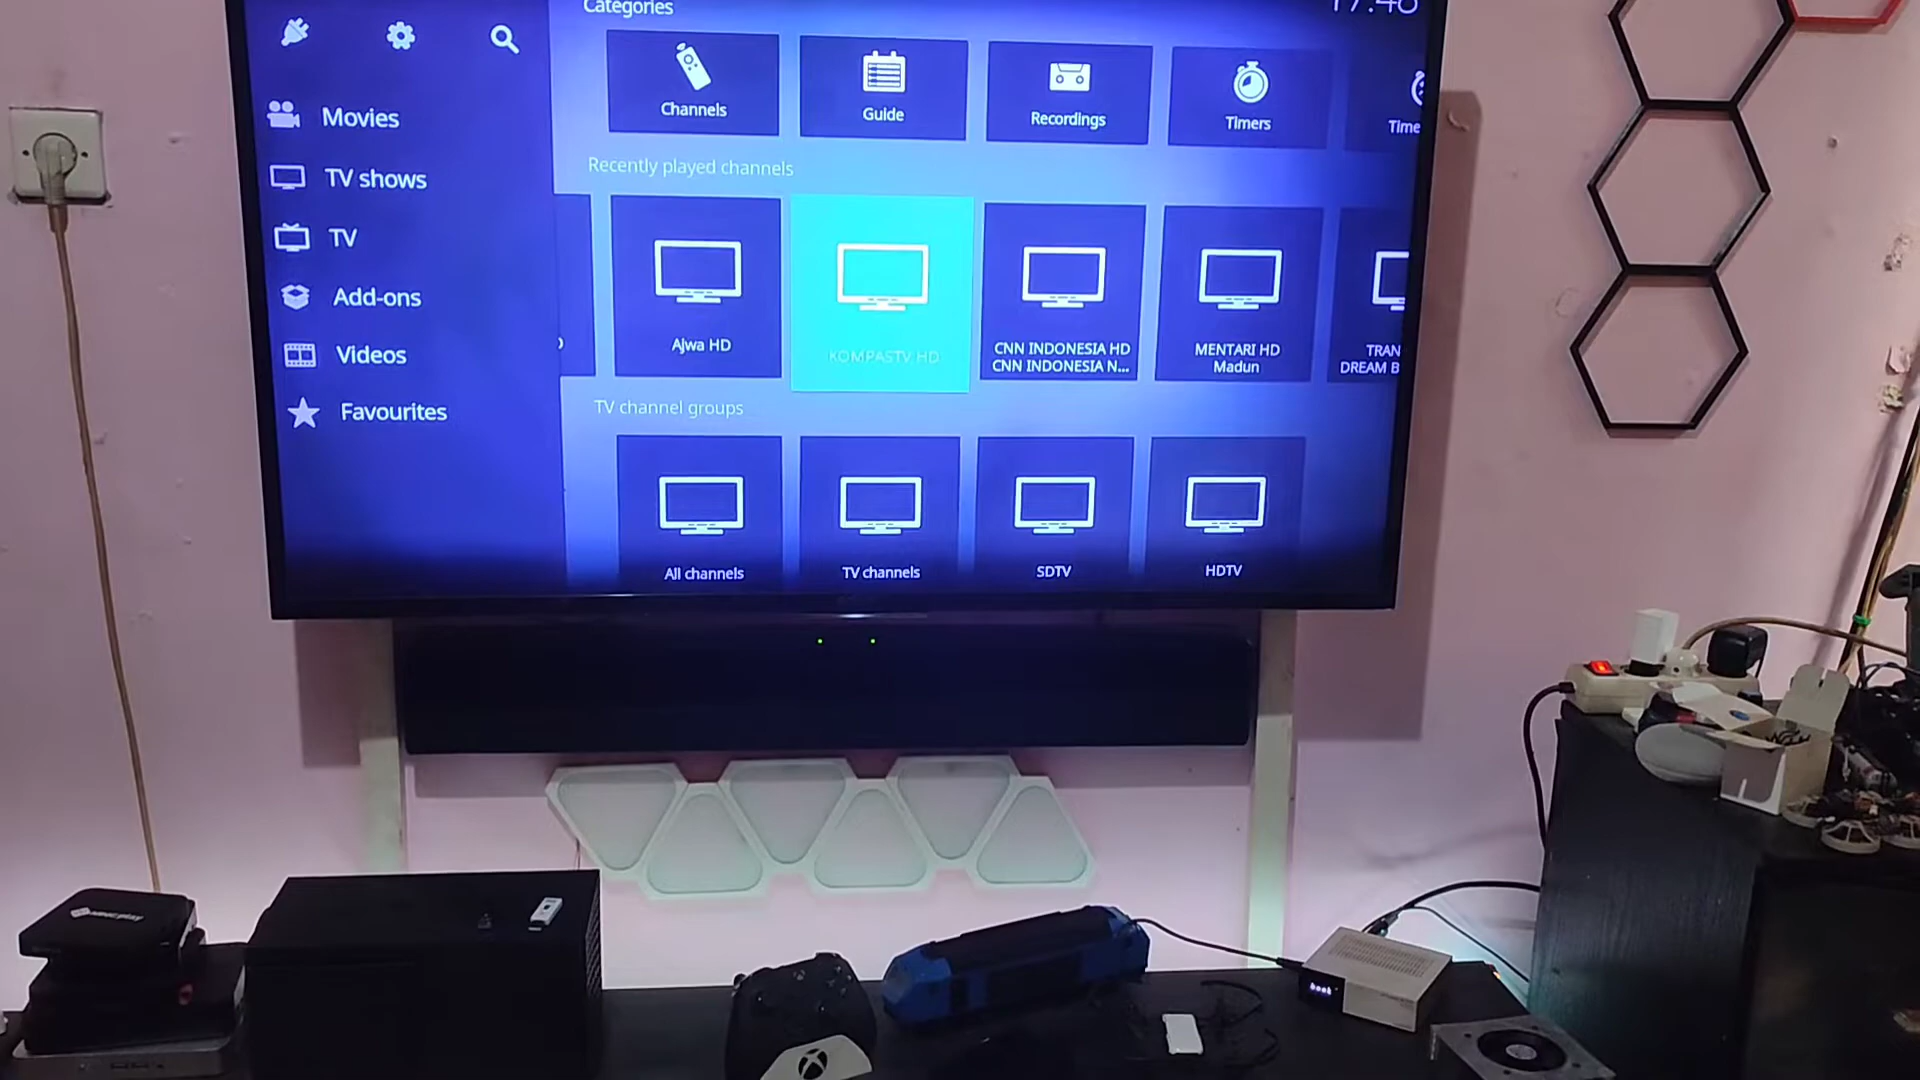 Categories
Movies
TV shows
TV
Add-ons
Videos
Favourites
Channels
Guide
Recordings
Timers
Time
Recently played channels
Ajwa HD
KOMPASTV HD
CNN INDONESIA HD
CNN INDONESIA N...
MENTARI HD
Madun
TRAN
DREAM B
TV channel groups
All channels
TV channels
SDTV
HDTV
boot